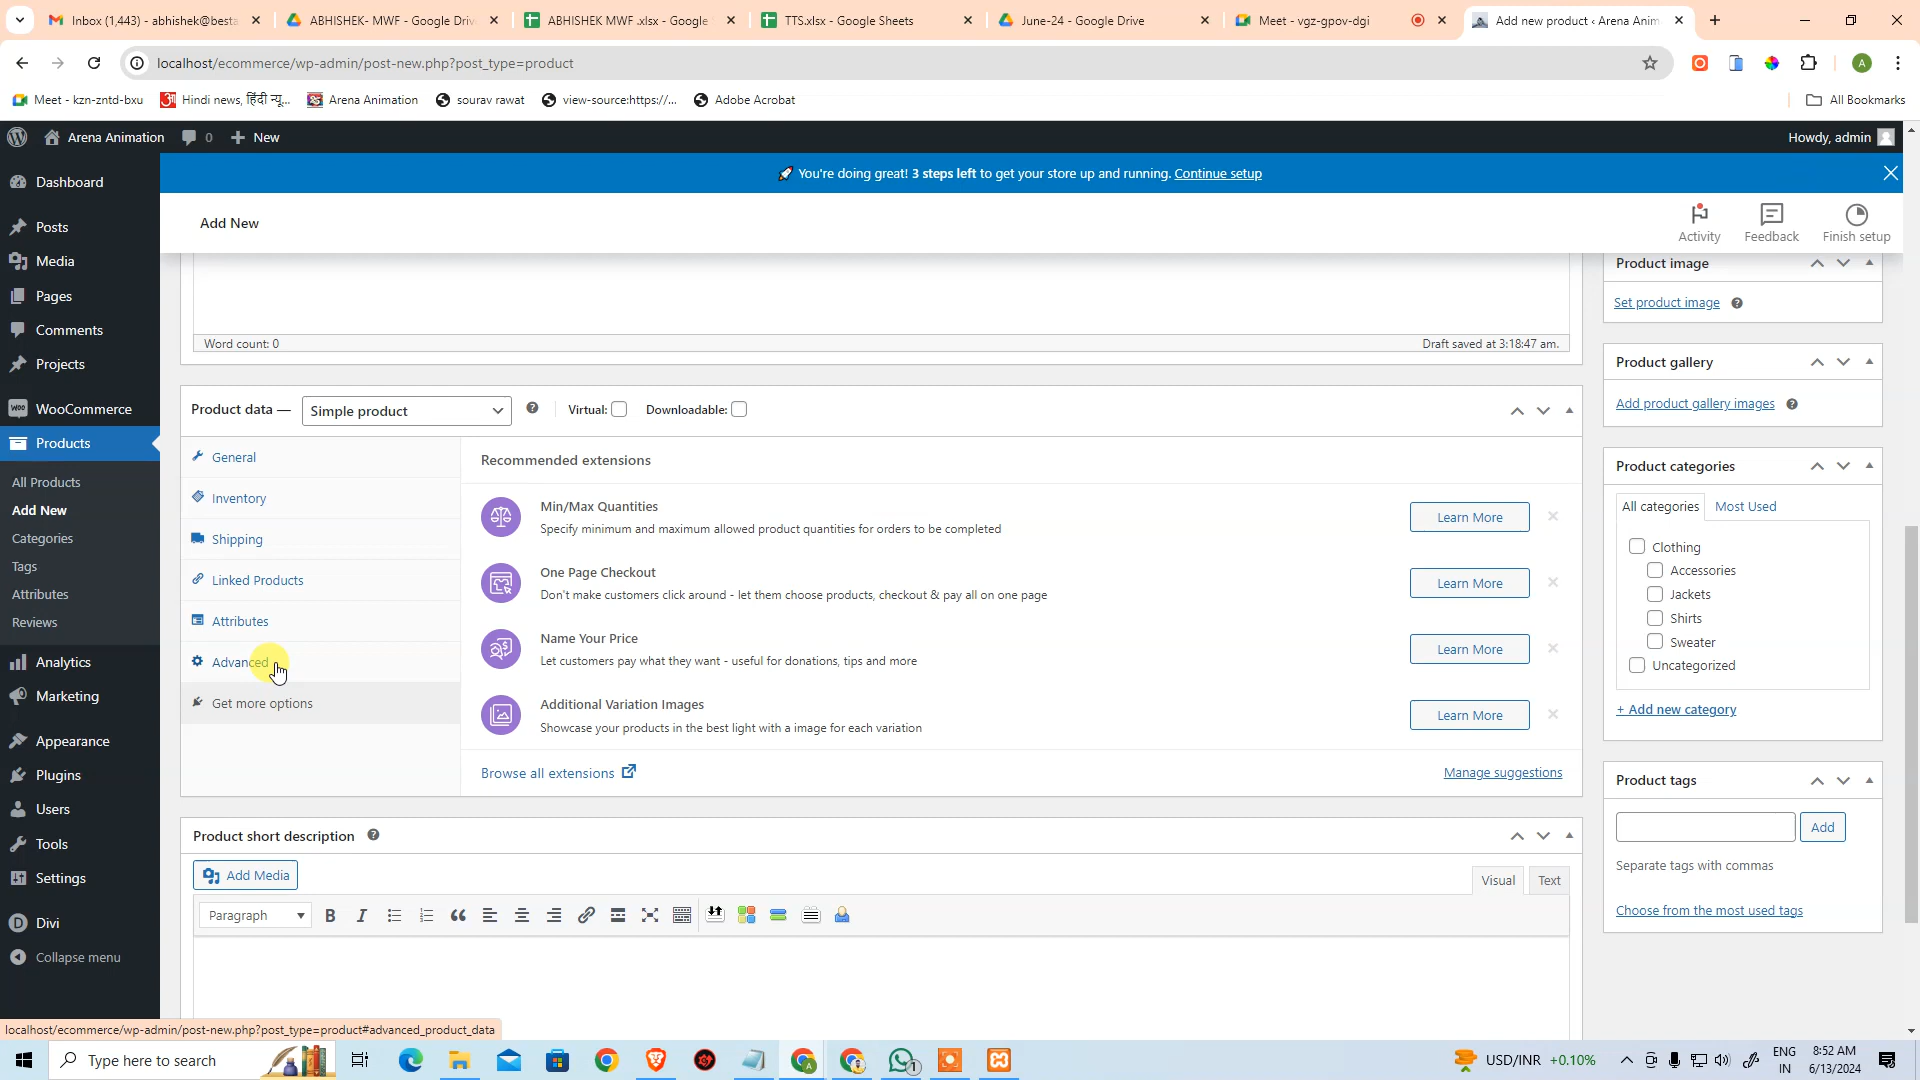 Inbox (1,443) - abhishek@besta
ABHISHEK- MWF - Google Driv
ABHISHEK MWF .xlsx - Google
TTS.xlsx - Google Sheets
June-24 - Google Drive
Meet - vgz-gpov-dgi
Add new product ‹ Arena Anim
localhost/ecommerce/wp-admin/post-new.php?post_type=product
A
Meet - kzn-zntd-bxu
Hindi news, हिंदी न्यू...
Arena Animation
sourav rawat
view-source:https://...
Adobe Acrobat
All Bookmarks
Arena Animation
0
New
Howdy, admin
You're doing great! 3 steps left to get your store up and running. Continue setup
Add New
Activity
Feedback
Finish setup
Dashboard
Posts
Media
Pages
Comments
Projects
WooCommerce
Products
All Products
Add New
Categories
Tags
Attributes
Reviews
Analytics
Marketing
Appearance
Plugins
Users
Tools
Settings
Divi
Collapse menu
Word count: 0
Draft saved at 3:18:47 am.
Product data —
Simple product
Virtual:
Downloadable:
General
Inventory
Shipping
Linked Products
Attributes
Advanced
Get more options
Recommended extensions
Min/Max Quantities
Specify minimum and maximum allowed product quantities for orders to be completed
Learn More
One Page Checkout
Don't make customers click around - let them choose products, checkout & pay all on one page
Learn More
Name Your Price
Let customers pay what they want - useful for donations, tips and more
Learn More
Additional Variation Images
Showcase your products in the best light with a image for each variation
Learn More
Browse all extensions
Manage suggestions
Product short description
Add Media
Visual
Text
Paragraph
Product image
Set product image
Product gallery
Add product gallery images
Product categories
All categories
Most Used
Clothing
Accessories
Jackets
Shirts
Sweater
Uncategorized
+ Add new category
Product tags
Add
Separate tags with commas
Choose from the most used tags
localhost/ecommerce/wp-admin/post-new.php?post_type=product#advanced_product_data
Type here to search
USD/INR +0.10%
ENG
IN
8:52 AM
6/13/2024